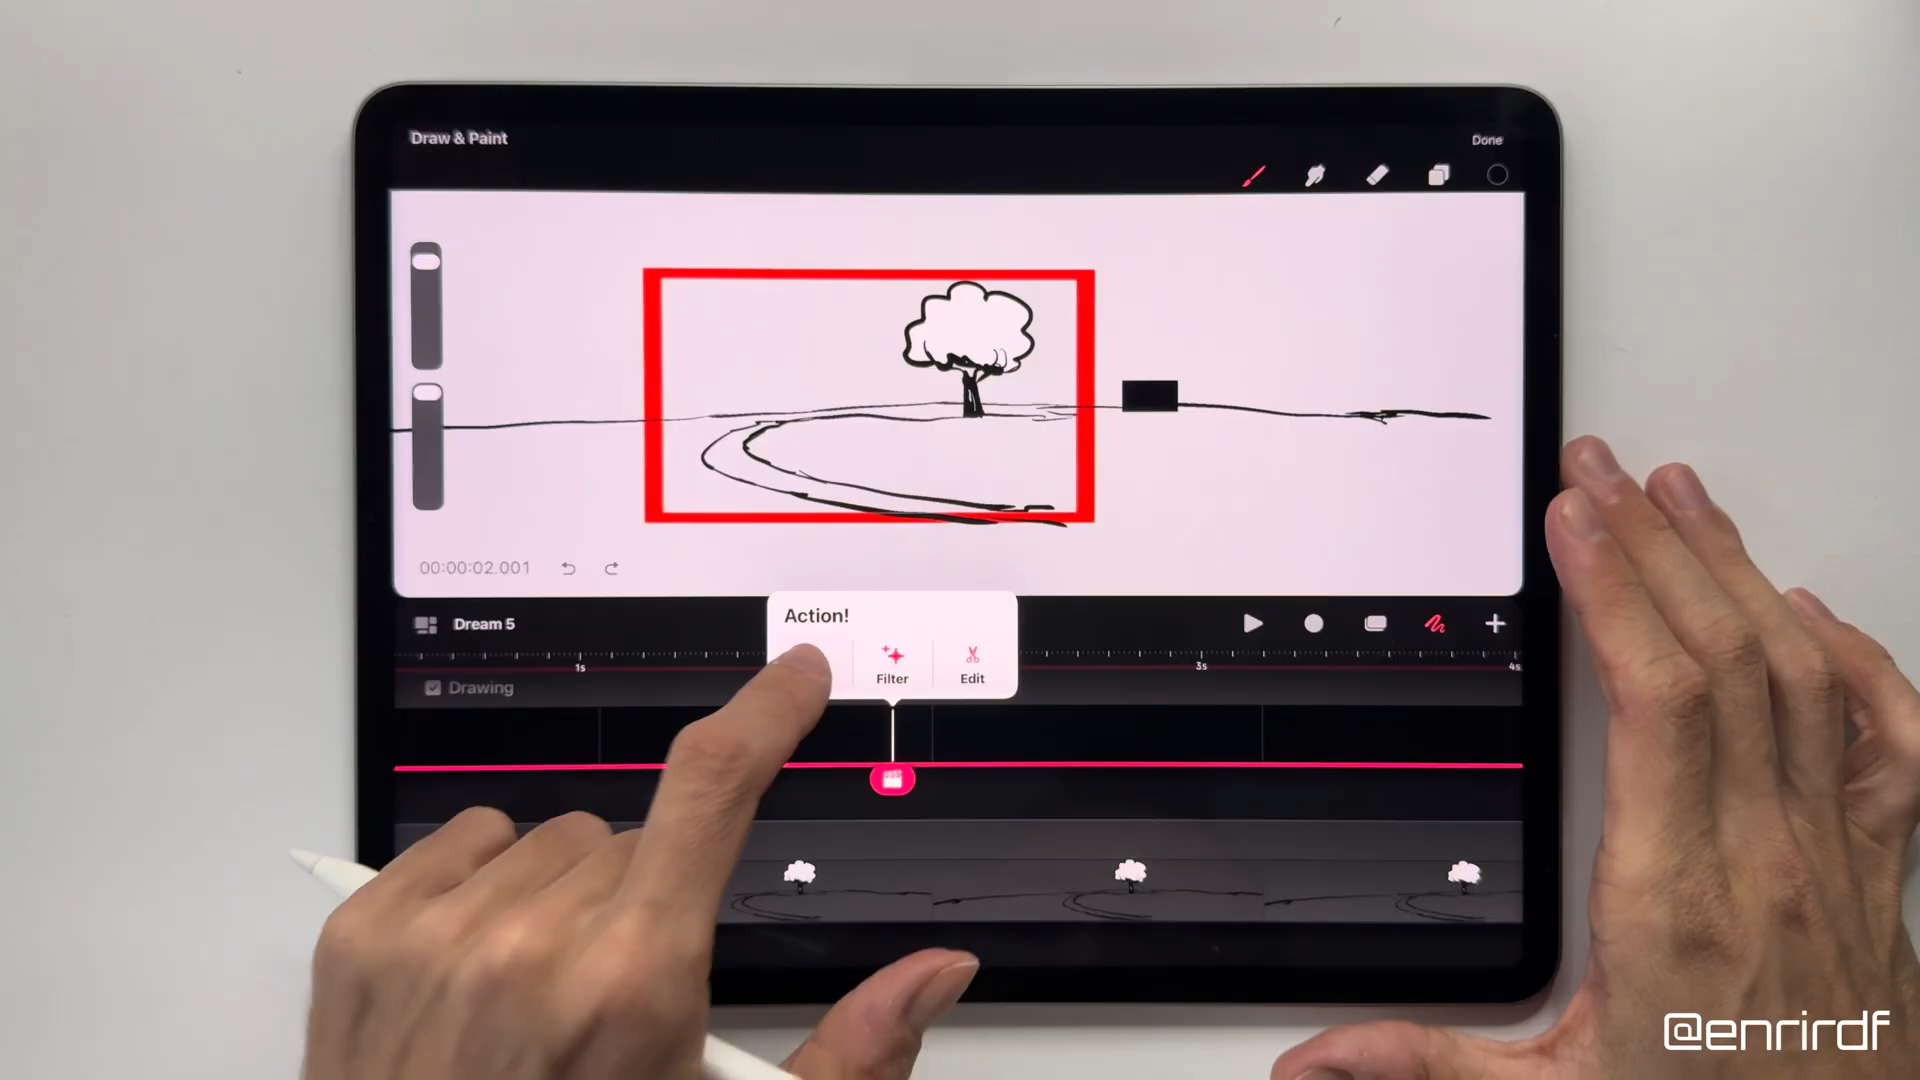 Draw & Paint
Done
00:00:02.001
Action!
Dream 5
1s
3s
4s
Filter
Edit
Drawing
@enrirdf